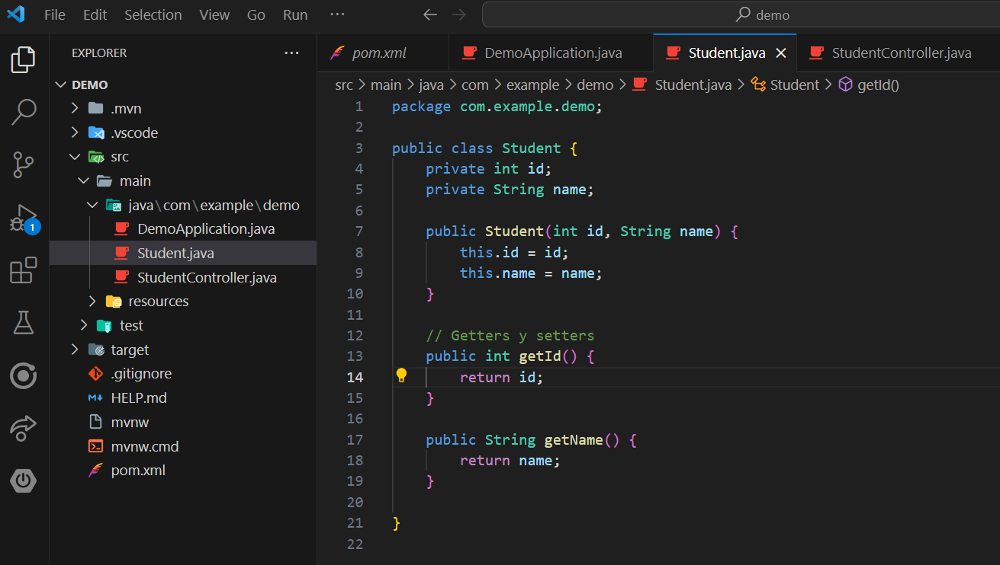 File Edit Selection View Go Run ··· demo
EXPLORER ···
DEMO
.mvn
.vscode
src
main
java\com\example\demo
DemoApplication.java
Student.java
StudentController.java
resources
test
target
.gitignore
HELP.md
mvnw
mvnw.cmd
pom.xml
1
pom.xml DemoApplication.java Student.java StudentController.java
src > main > java > com > example > demo > Student.java > Student > getId()
1 package com.example.demo;
2
3 public class Student {
4     private int id;
5     private String name;
6
7     public Student(int id, String name) {
8         this.id = id;
9         this.name = name;
10     }
11
12     // Getters y setters
13     public int getId() {
14         return id;
15     }
16
17     public String getName() {
18         return name;
19     }
20
21 }
22